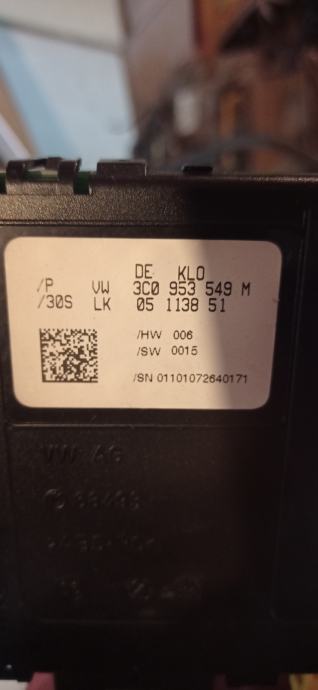 DE KLO
/P VW 3C0 953 549 M
/30S LK 05 1138 51
/HW 006
/SW 0015
/SN 01101072640171
VW AG